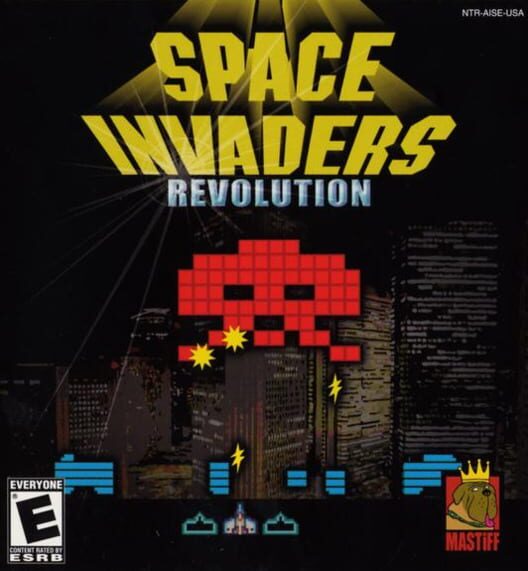 NTR-AISE-USA
SPACE
INVADERS
REVOLUTION
EVERYONE
E
CONTENT RATED BY
ESRB
MASTiFF